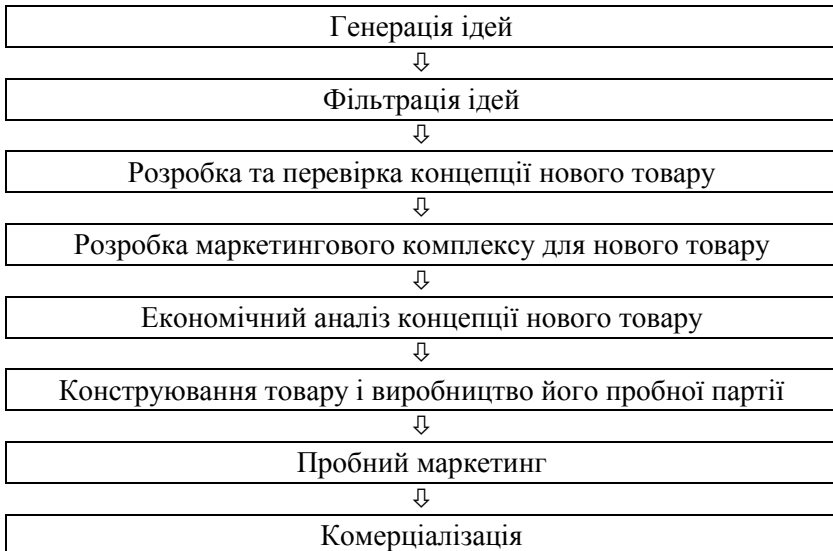 Генерація ідей
⇩
Фільтрація ідей
⇩
Розробка та перевірка концепції нового товару
⇩
Розробка маркетингового комплексу для нового товару
⇩
Економічний аналіз концепції нового товару
⇩
Конструювання товару і виробництво його пробної партії
⇩
Пробний маркетинг
⇩
Комерціалізація